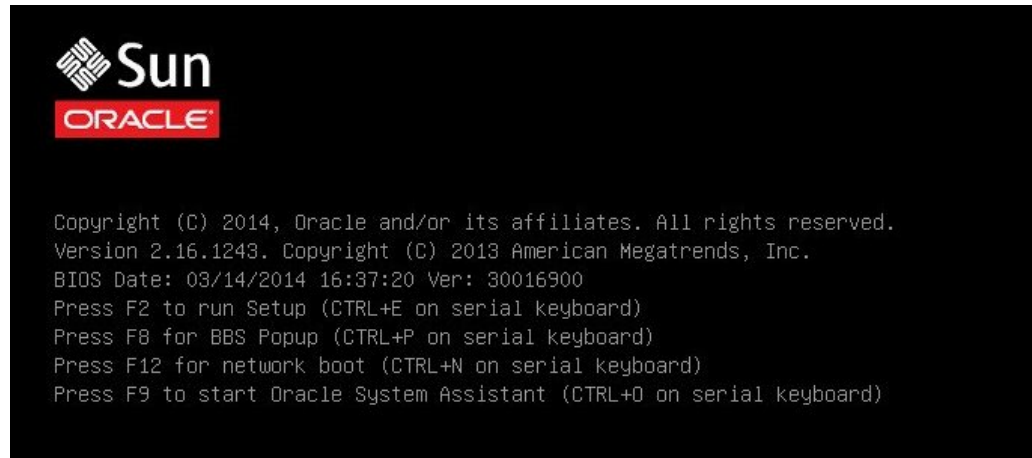 Sun
ORACLE
Copyright (C) 2014, Oracle and/or its affiliates. All rights reserved.
Version 2.16.1243. Copyright (C) 2013 American Megatrends, Inc.
BIOS Date: 03/14/2014 16:37:20 Ver: 30016900
Press F2 to run Setup (CTRL+E on serial keyboard)
Press F8 for BBS Popup (CTRL+P on serial keyboard)
Press F12 for network boot (CTRL+N on serial keyboard)
Press F9 to start Oracle System Assistant (CTRL+O on serial keyboard)